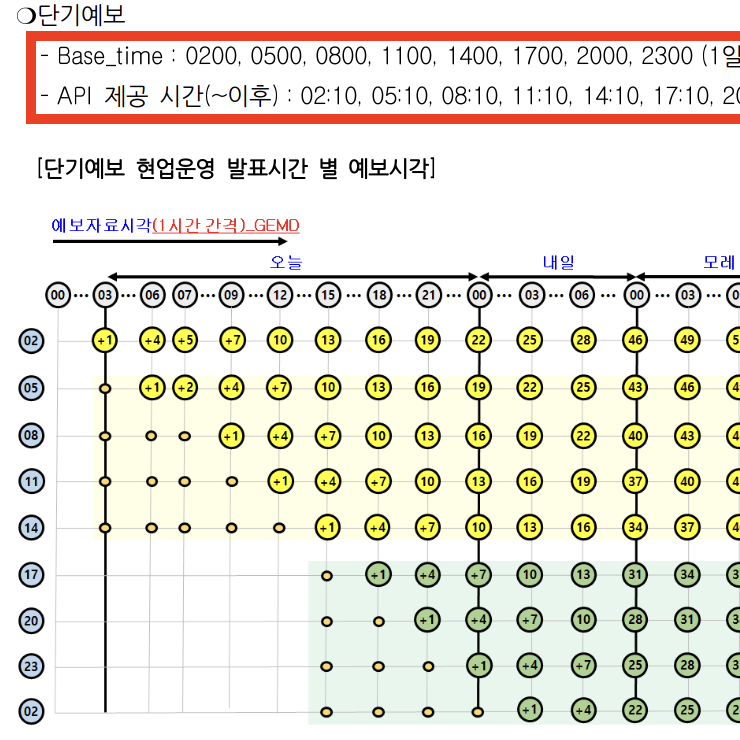 ❍단기예보
- Base_time : 0200, 0500, 0800, 1100, 1400, 1700, 2000, 2300 (1일
- API 제공 시간(~이후) : 02:10, 05:10, 08:10, 11:10, 14:10, 17:10, 20
[단기예보 현업운영 발표시간 별 예보시각]
예보자료시각(1시간 간격)_GEMD
오늘 내일 모레
00 ··· 03 ··· 06 07 ··· 09 ··· 12 ··· 15 ··· 18 ··· 21 ··· 00 ··· 03 ··· 06 ··· 00 ··· 03 ··· 0
02 +1 +4 +5 +7 10 13 16 19 22 25 28 46 49 5
05 +1 +2 +4 +7 10 13 16 19 22 25 43 46 4
08 +1 +4 +7 10 13 16 19 22 40 43 4
11 +1 +4 +7 10 13 16 19 37 40 4
14 +1 +4 +7 10 13 16 34 37 4
17 +1 +4 +7 10 13 31 34 3
20 +1 +4 +7 10 28 31 3
23 +1 +4 +7 25 28 3
02 +1 +4 22 25 2